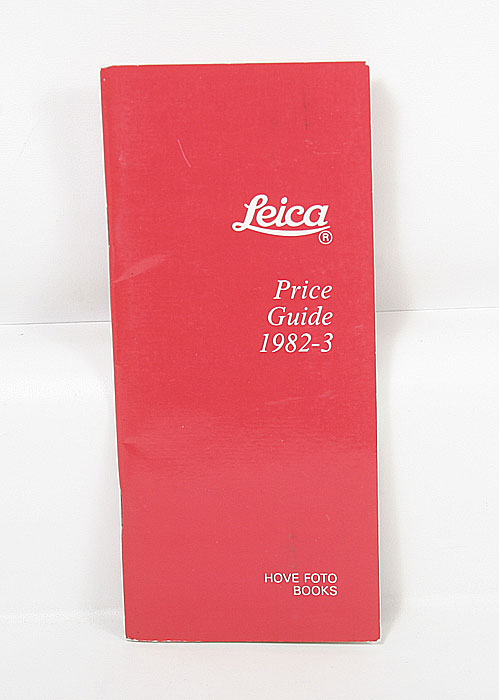 Leica
®
Price
Guide
1982-3
HOVE FOTO
BOOKS